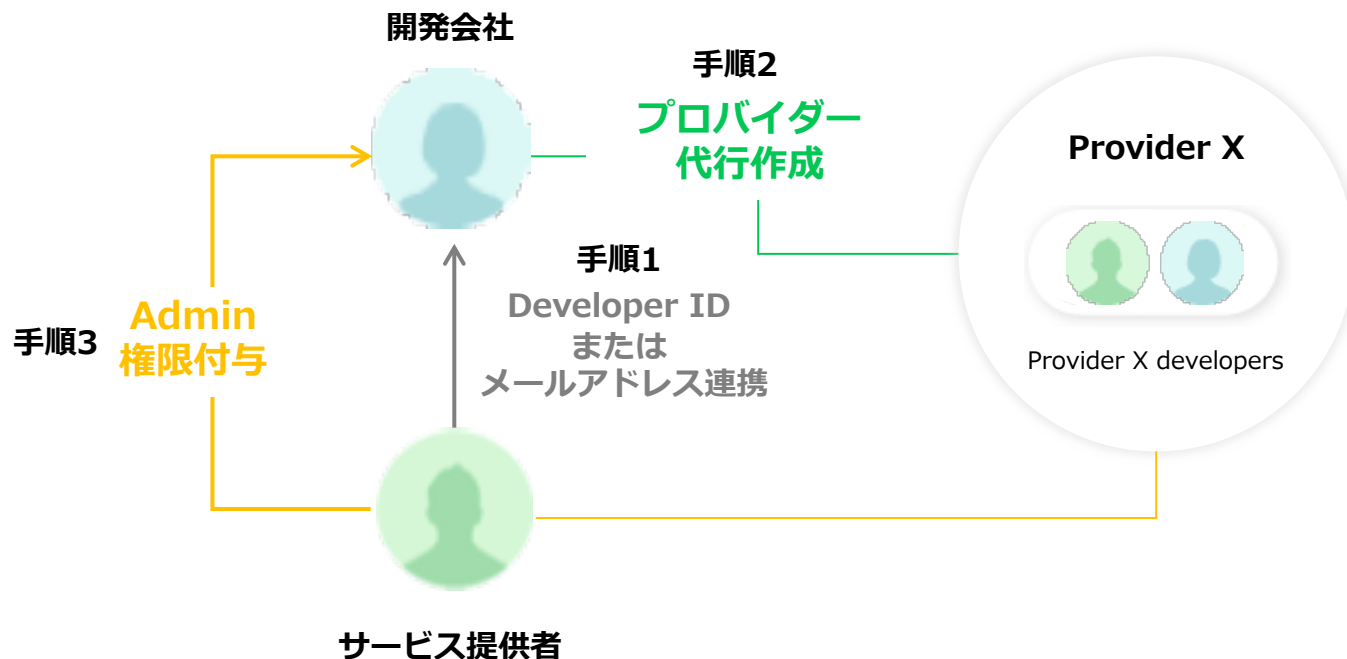 開発会社
手順2
プロバイダー
代行作成
Provider X
手順1
Developer ID
または
メールアドレス連携
手順3
Admin
権限付与
Provider X developers
サービス提供者